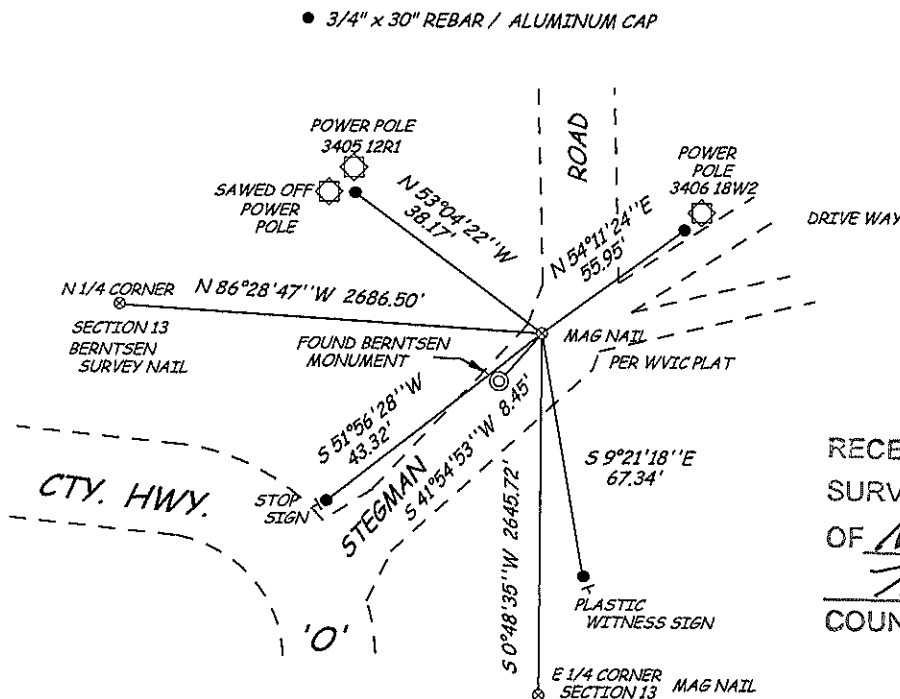 ● 3/4" x 30" REBAR / ALUMINUM CAP
POWER POLE
3405 12R1
SAWED OFF
POWER
POLE
N 53°04'22"W
38.17'
ROAD
POWER
POLE
3406 18W2
N 54°11'24"E
55.95'
DRIVE WAY
N 1/4 CORNER
N 86°28'47"W 2686.50'
SECTION 13
BERNTSEN
SURVEY NAIL
FOUND BERNTSEN
MONUMENT
MAG NAIL
PER WVIC PLAT
S 51°56'28"W
43.32'
S 41°54'53"W 8.45'
STEGMAN
STOP
SIGN
CTY. HWY.
'O'
S 0°48'35"W 2645.72'
S 9°21'18"E
67.34'
PLASTIC
WITNESS SIGN
E 1/4 CORNER
SECTION 13
MAG NAIL
RECE
SURV
OF
COUN